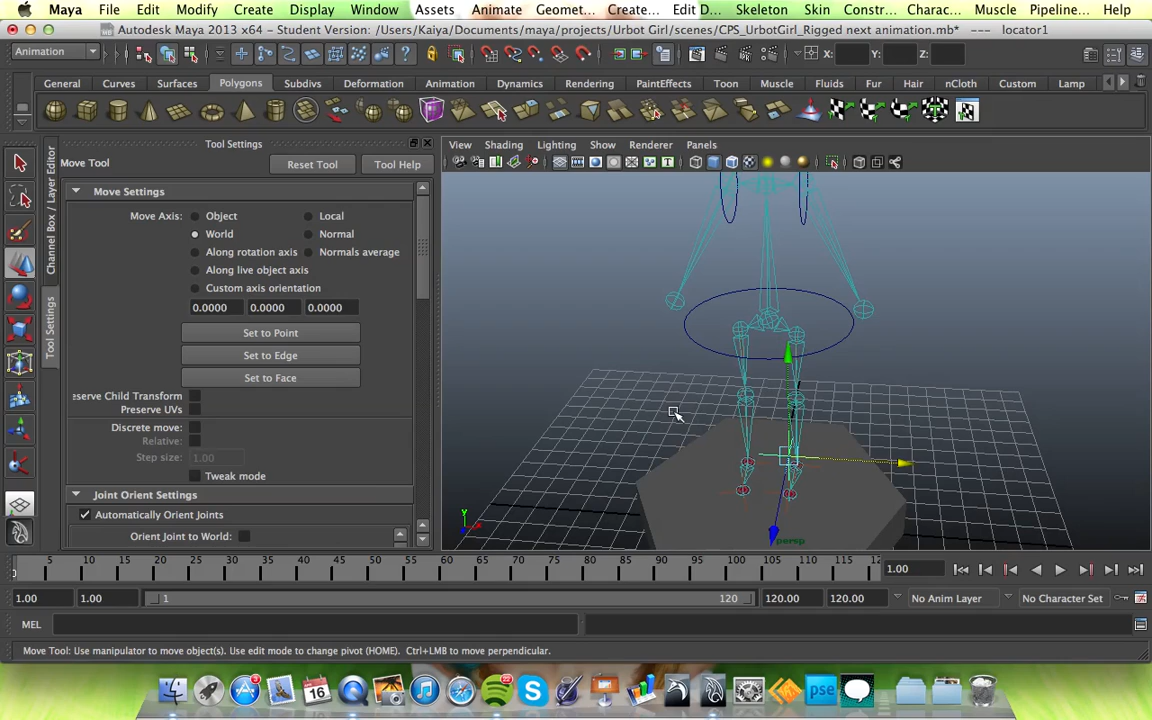 Maya File Edit Modify Create Display Window Assets Animate Geomet... Create... Edit D... Skeleton Skin Constr... Charac... Muscle Pipeline... Help
Autodesk Maya 2013 x64 - Student Version: /Users/Kaiya/Documents/maya/projects/Urbot Girl/scenes/CPS_UrbotGirl_Rigged next animation.mb* --- locator1
Animation X: Y: Z:
General Curves Surfaces Polygons Subdivs Deformation Animation Dynamics Rendering PaintEffects Toon Muscle Fluids Fur Hair nCloth Custom Lamp
Tool Settings
Move Tool Reset Tool Tool Help
Move Settings
Move Axis: Object Local
World Normal
Along rotation axis Normals average
Along live object axis
Custom axis orientation
0.0000 0.0000 0.0000
Set to Point
Set to Edge
Set to Face
eserve Child Transform
Preserve UVs
Discrete move:
Relative:
Step size: 1.00
Tweak mode
Joint Orient Settings
Automatically Orient Joints
Orient Joint to World:
Channel Box / Layer Editor
Tool Settings
View Shading Lighting Show Renderer Panels
Y
persp
5 10 15 20 25 30 35 40 45 50 55 60 65 70 75 80 85 90 95 100 105 110 115 12
1.00
1.00 1.00 1 120 120.00 120.00 No Anim Layer No Character Set
MEL
Move Tool: Use manipulator to move object(s). Use edit mode to change pivot (HOME). Ctrl+LMB to move perpendicular.
16
pse